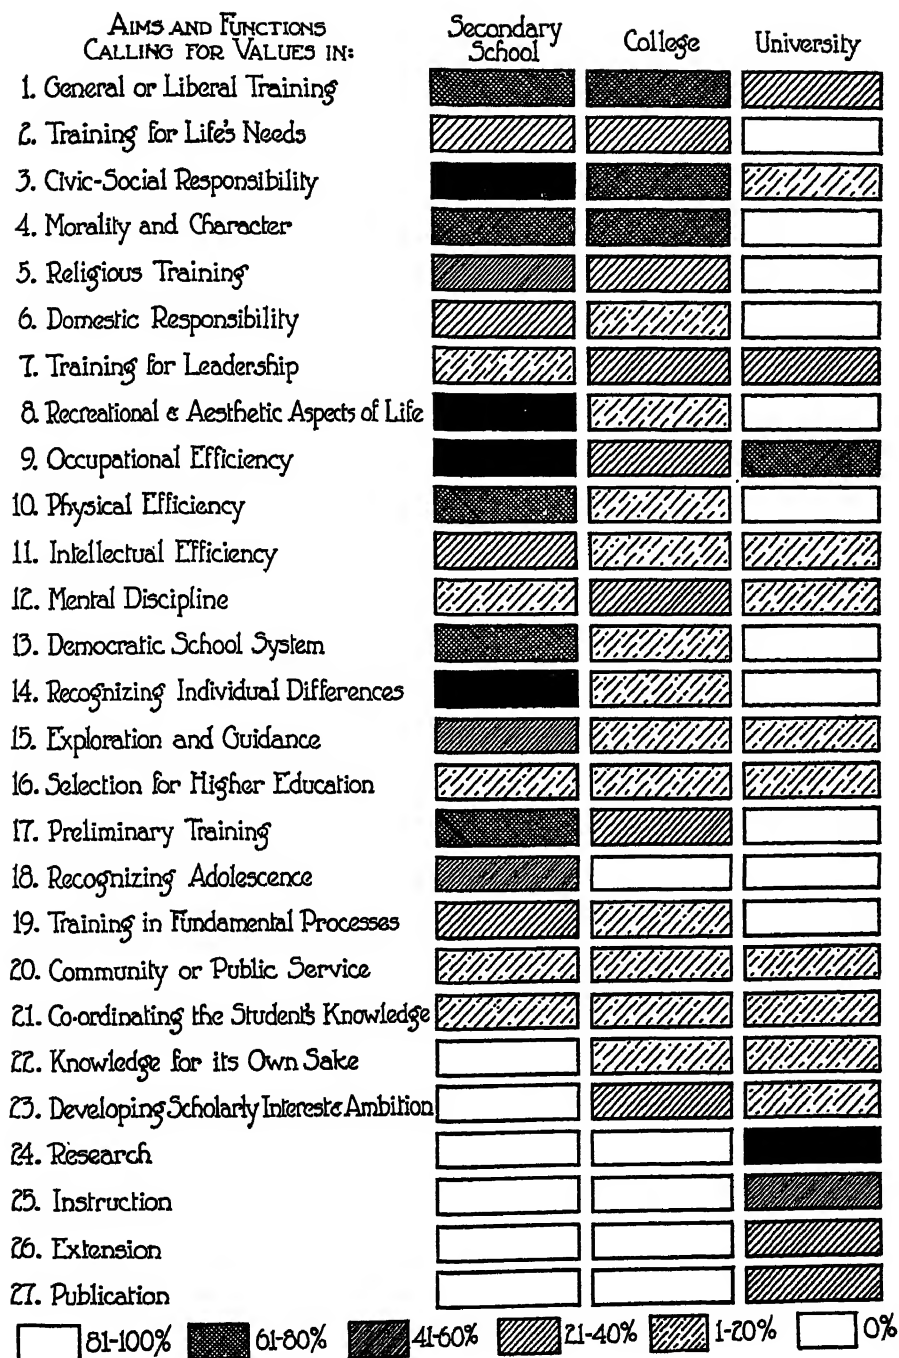 AIMS AND FUNCTIONS
CALLING FOR VALUES IN:
Secondary
School
College
University
1. General or Liberal Training
2. Training for Life's Needs
3. Civic-Social Responsibility
4. Morality and Character
5. Religious Training
6. Domestic Responsibility
7. Training for Leadership
8. Recreational & Aesthetic Aspects of Life
9. Occupational Efficiency
10. Physical Efficiency
11. Intellectual Efficiency
12. Mental Discipline
13. Democratic School System
14. Recognizing Individual Differences
15. Exploration and Guidance
16. Selection for Higher Education
17. Preliminary Training
18. Recognizing Adolescence
19. Training in Fundamental Processes
20. Community or Public Service
21. Co-ordinating the Student's Knowledge
22. Knowledge for its Own Sake
23. Developing Scholarly Interest & Ambition
24. Research
25. Instruction
26. Extension
27. Publication
81-100% 61-80% 41-60% 21-40% 1-20% 0%